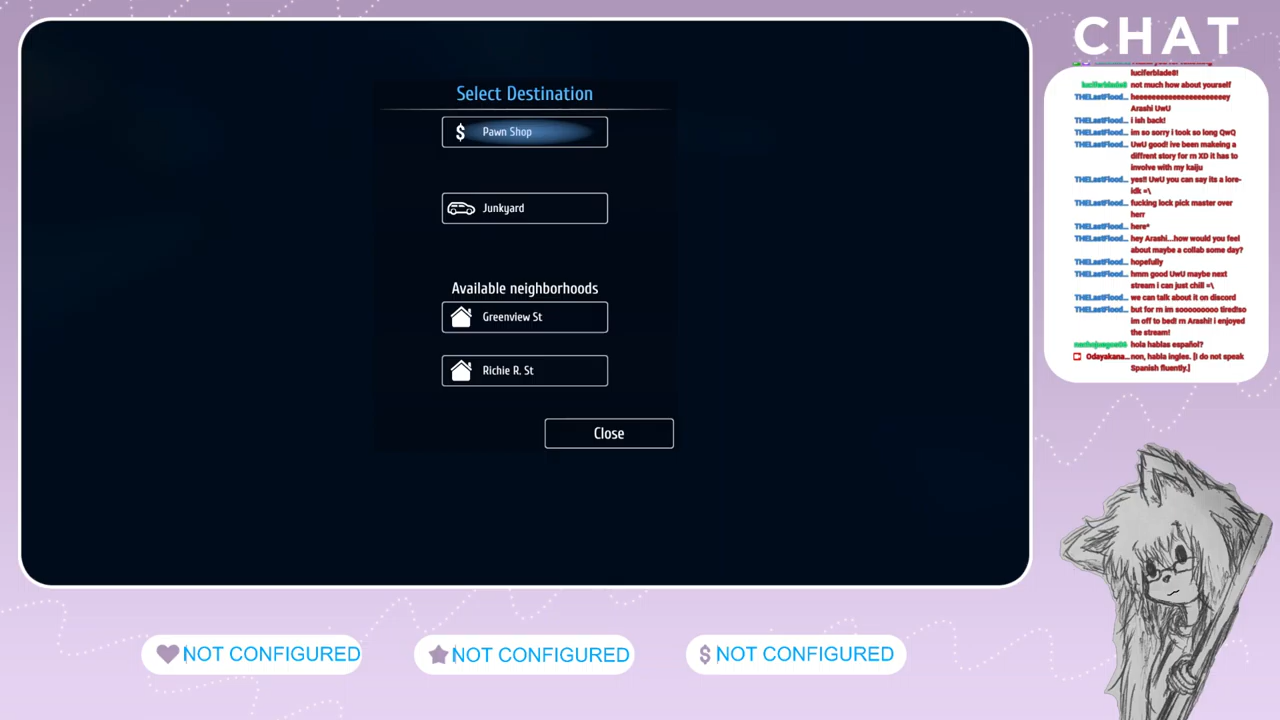 Select Destination
$ Pawn Shop
Junkyard
Available neighborhoods
Greenview St
Richie R. St
Close
CHAT
luciferblade8!
luciferblade8 not much how about yourself
THELastFlood... heeeeeeeeeeeeeeeeeeeeeey
Arashi UwU
THELastFlood... i ish back!
THELastFlood... im so sorry i took so long QwQ
THELastFlood... UwU good! ive been makeing a
diffrent story for rn XD it has to
involve with my kaiju
THELastFlood... yes!! UwU you can say its a lore-
idk =\
THELastFlood... fucking lock pick master over
herr
THELastFlood... here*
THELastFlood... hey Arashi...how would you feel
about maybe a collab some day?
THELastFlood... hopefully
THELastFlood... hmm good UwU maybe next
stream i can just chill =\
THELastFlood... we can talk about it on discord
THELastFlood... but for rn im sooooooooo tired!so
im off to bed! rn Arashi! i enjoyed
the stream!
hola hablas español?
Odayakana... non, habla ingles. [I do not speak
Spanish fluently.]
NOT CONFIGURED
NOT CONFIGURED
$ NOT CONFIGURED